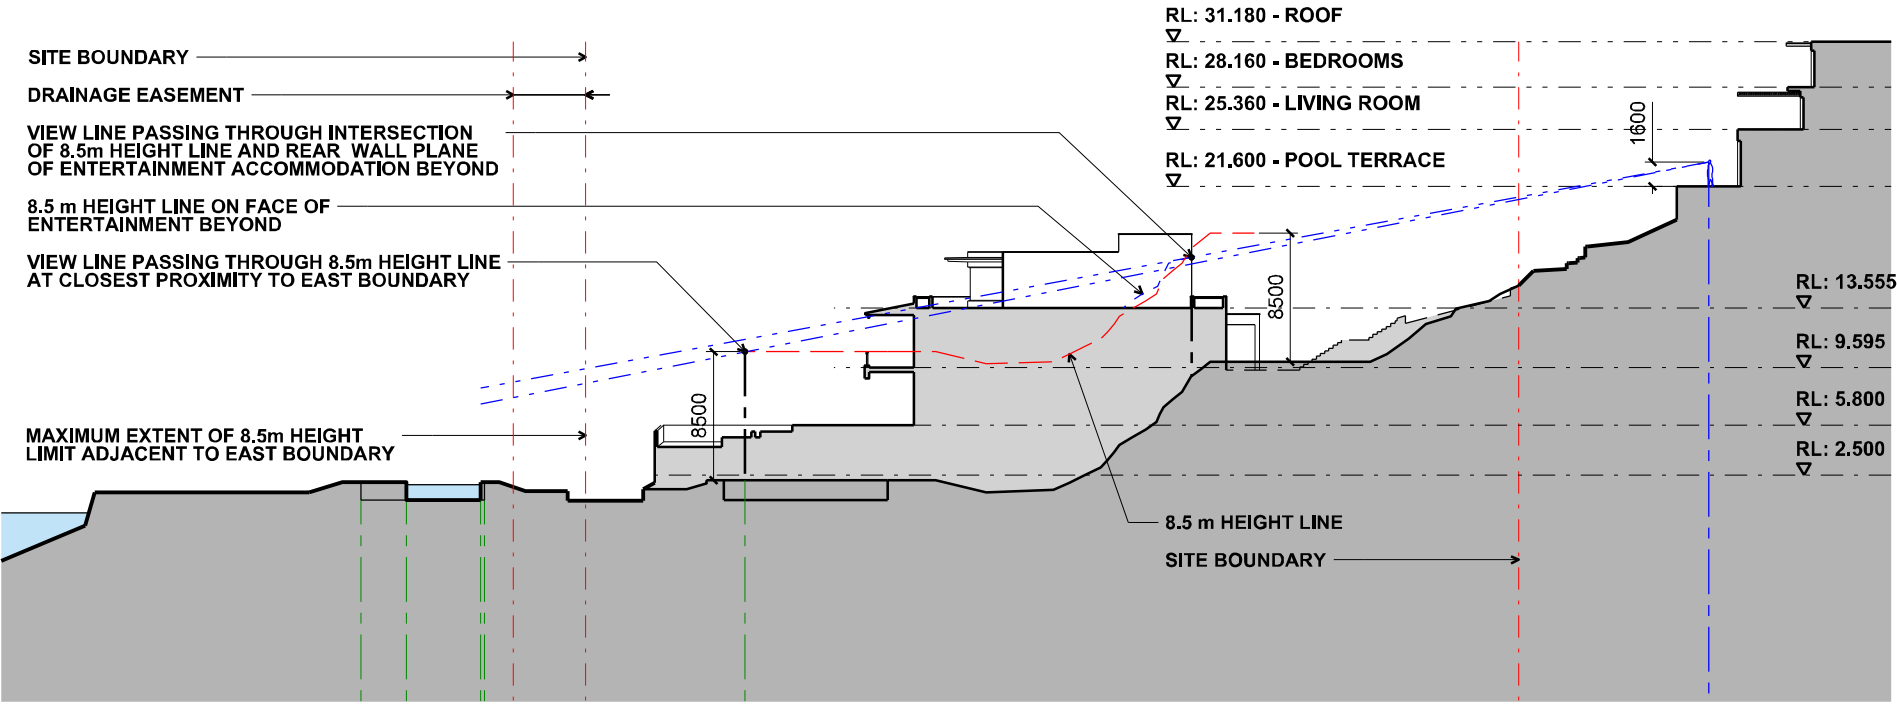 RL: 31.180 - ROOF
SITE BOUNDARY
RL: 28.160 - BEDROOMS
DRAINAGE EASEMENT
RL: 25.360 - LIVING ROOM
VIEW LINE PASSING THROUGH INTERSECTION
OF 8.5m HEIGHT LINE AND REAR WALL PLANE
OF ENTERTAINMENT ACCOMMODATION BEYOND
1600
RL: 21.600 - POOL TERRACE
8.5 m HEIGHT LINE ON FACE OF
ENTERTAINMENT BEYOND
VIEW LINE PASSING THROUGH 8.5m HEIGHT LINE
AT CLOSEST PROXIMITY TO EAST BOUNDARY
8500
RL: 13.555
RL: 9.595
8500
RL: 5.800
MAXIMUM EXTENT OF 8.5m HEIGHT
LIMIT ADJACENT TO EAST BOUNDARY
RL: 2.500
8.5 m HEIGHT LINE
SITE BOUNDARY